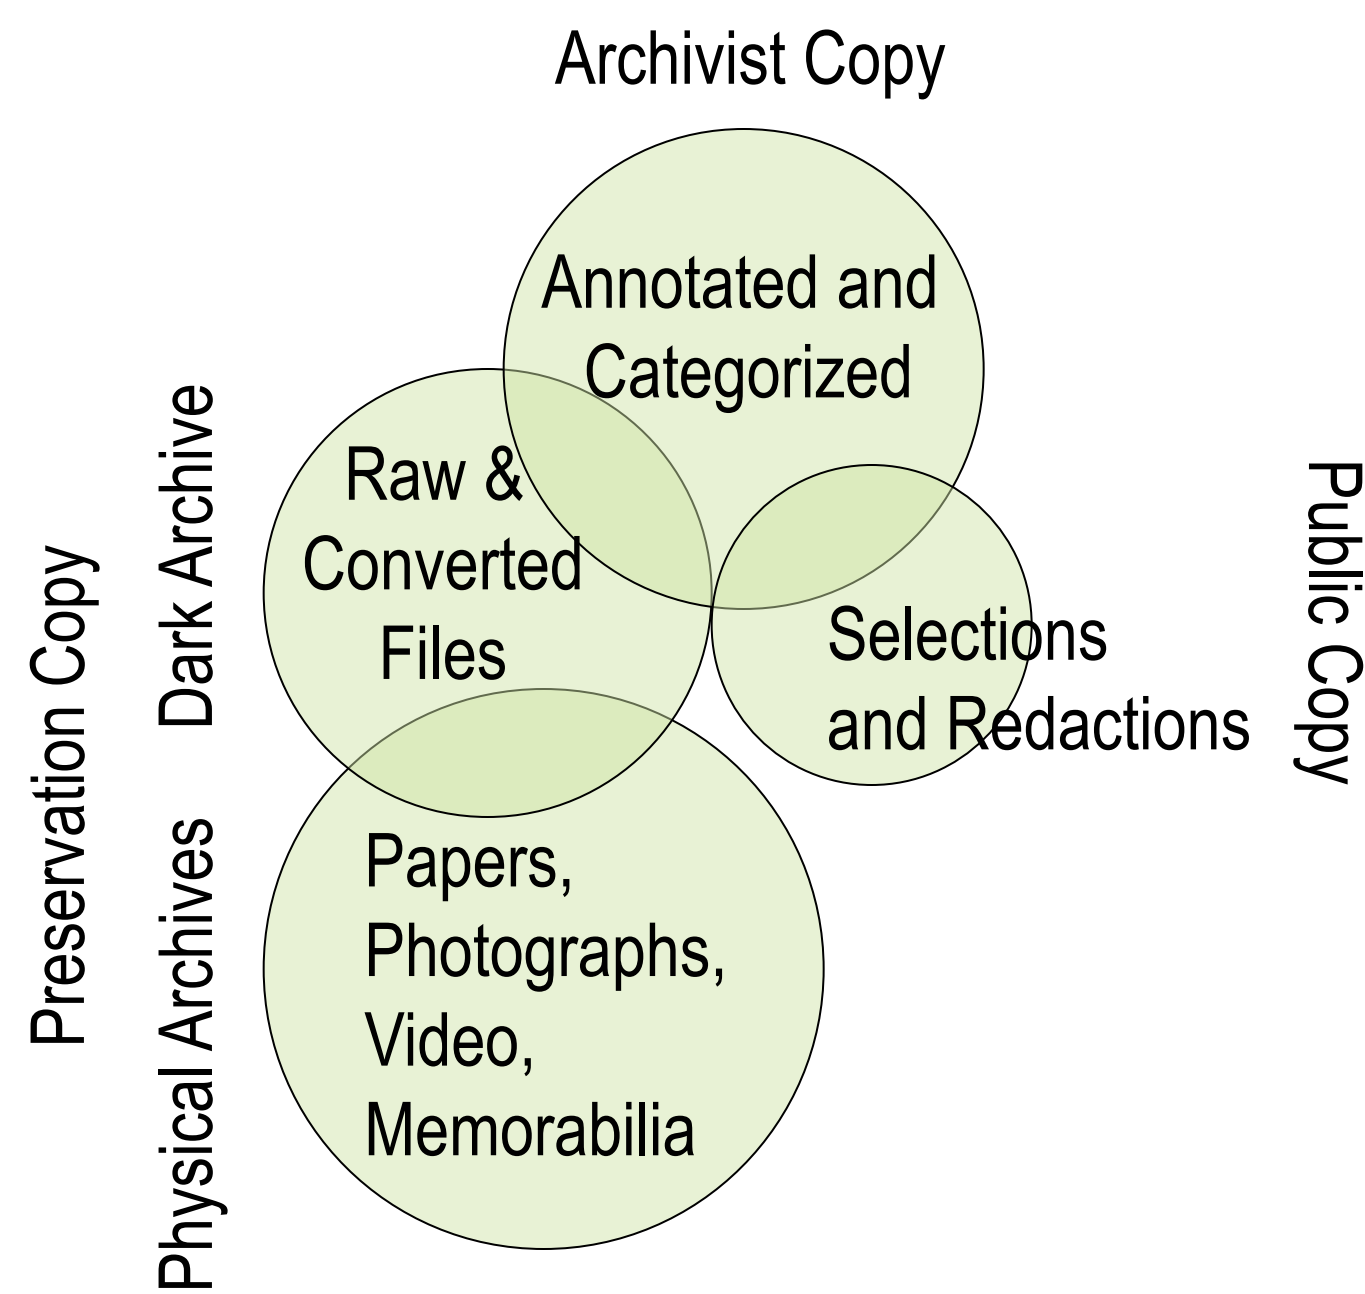 Archivist Copy
Annotated and
Categorized
Raw &
Converted
Files
Selections
and Redactions
Papers,
Photographs,
Video,
Memorabilia
Dark Archive
Physical Archives
Preservation Copy
Public Copy